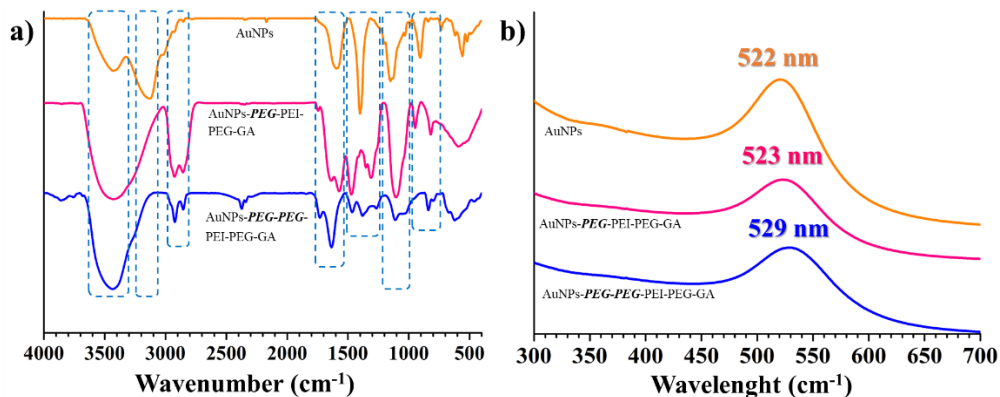 a)
AuNPs
AuNPs-PEG-PEI-
PEG-GA
AuNPs-PEG-PEG-
PEI-PEG-GA
4000 3500 3000 2500 2000 1500 1000 500
Wavenumber (cm-1)
b)
522 nm
AuNPs
523 nm
AuNPs-PEG-PEI-PEG-GA
529 nm
AuNPs-PEG-PEG-PEI-PEG-GA
300 350 400 450 500 550 600 650 700
Wavelenght (cm-1)